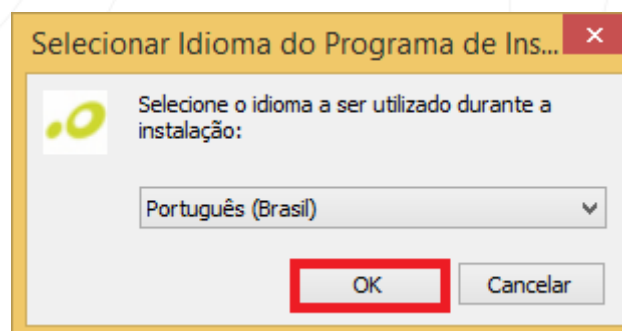 Selecionar Idioma do Programa de Ins...
Selecione o idioma a ser utilizado durante a
instalação:
Português (Brasil)
OK
Cancelar